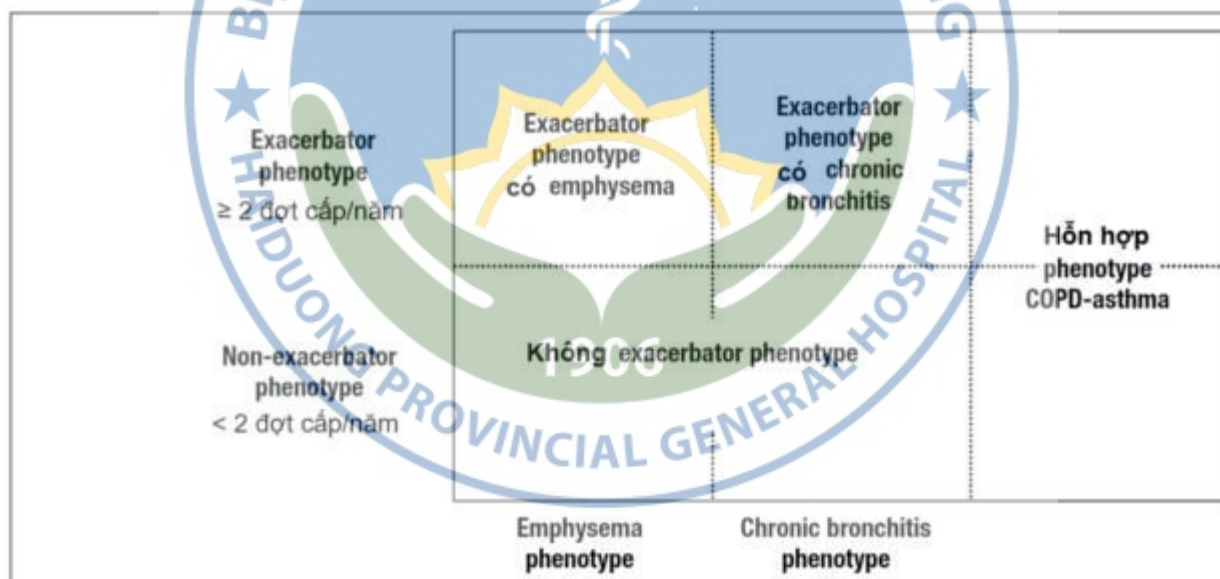 Exacerbator
phenotype
≥ 2 đợt cấp/năm
Exacerbator
phenotype
có emphysema
Exacerbator
phenotype
có chronic
bronchitis
Hỗn hợp
phenotype
COPD-asthma
Non-exacerbator
phenotype
< 2 đợt cấp/năm
Không exacerbator phenotype
Emphysema
phenotype
Chronic bronchitis
phenotype
1906
HAIDUONG PROVINCIAL GENERAL HOSPITAL